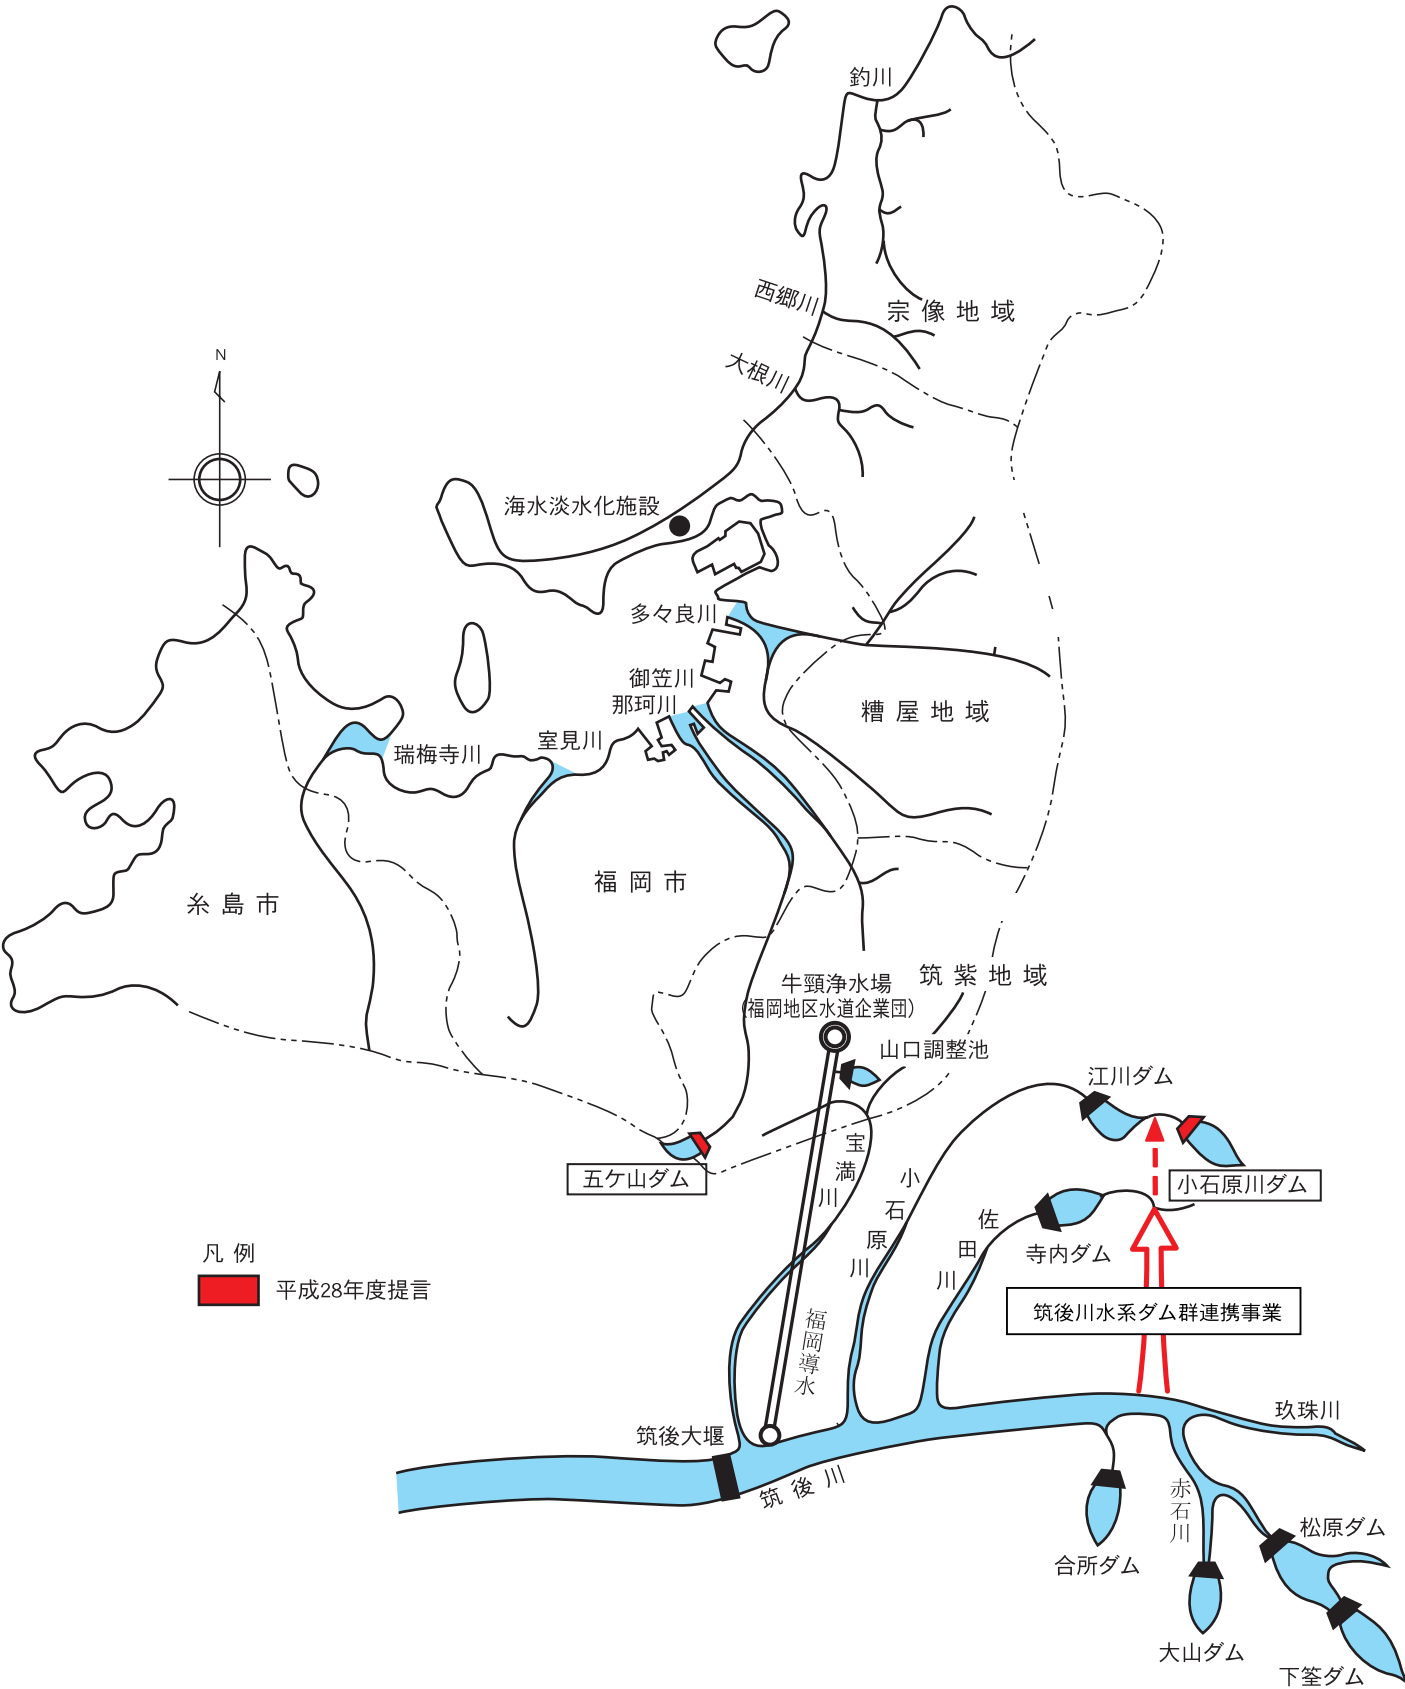 釣川
西郷川
宗像地域
大根川
N
海水淡水化施設
多々良川
御笠川
那珂川
糟屋地域
室見川
瑞梅寺川
福岡市
糸島市
筑紫地域
牛頸浄水場
(福岡地区水道企業団)
山口調整池
江川ダム
宝満川
小石原川
五ケ山ダム
小石原川ダム
佐田川
寺内ダム
凡例
平成28年度提言
筑後川水系ダム群連携事業
福岡導水
玖珠川
筑後大堰
筑後川
赤石川
松原ダム
合所ダム
大山ダム
下筌ダム